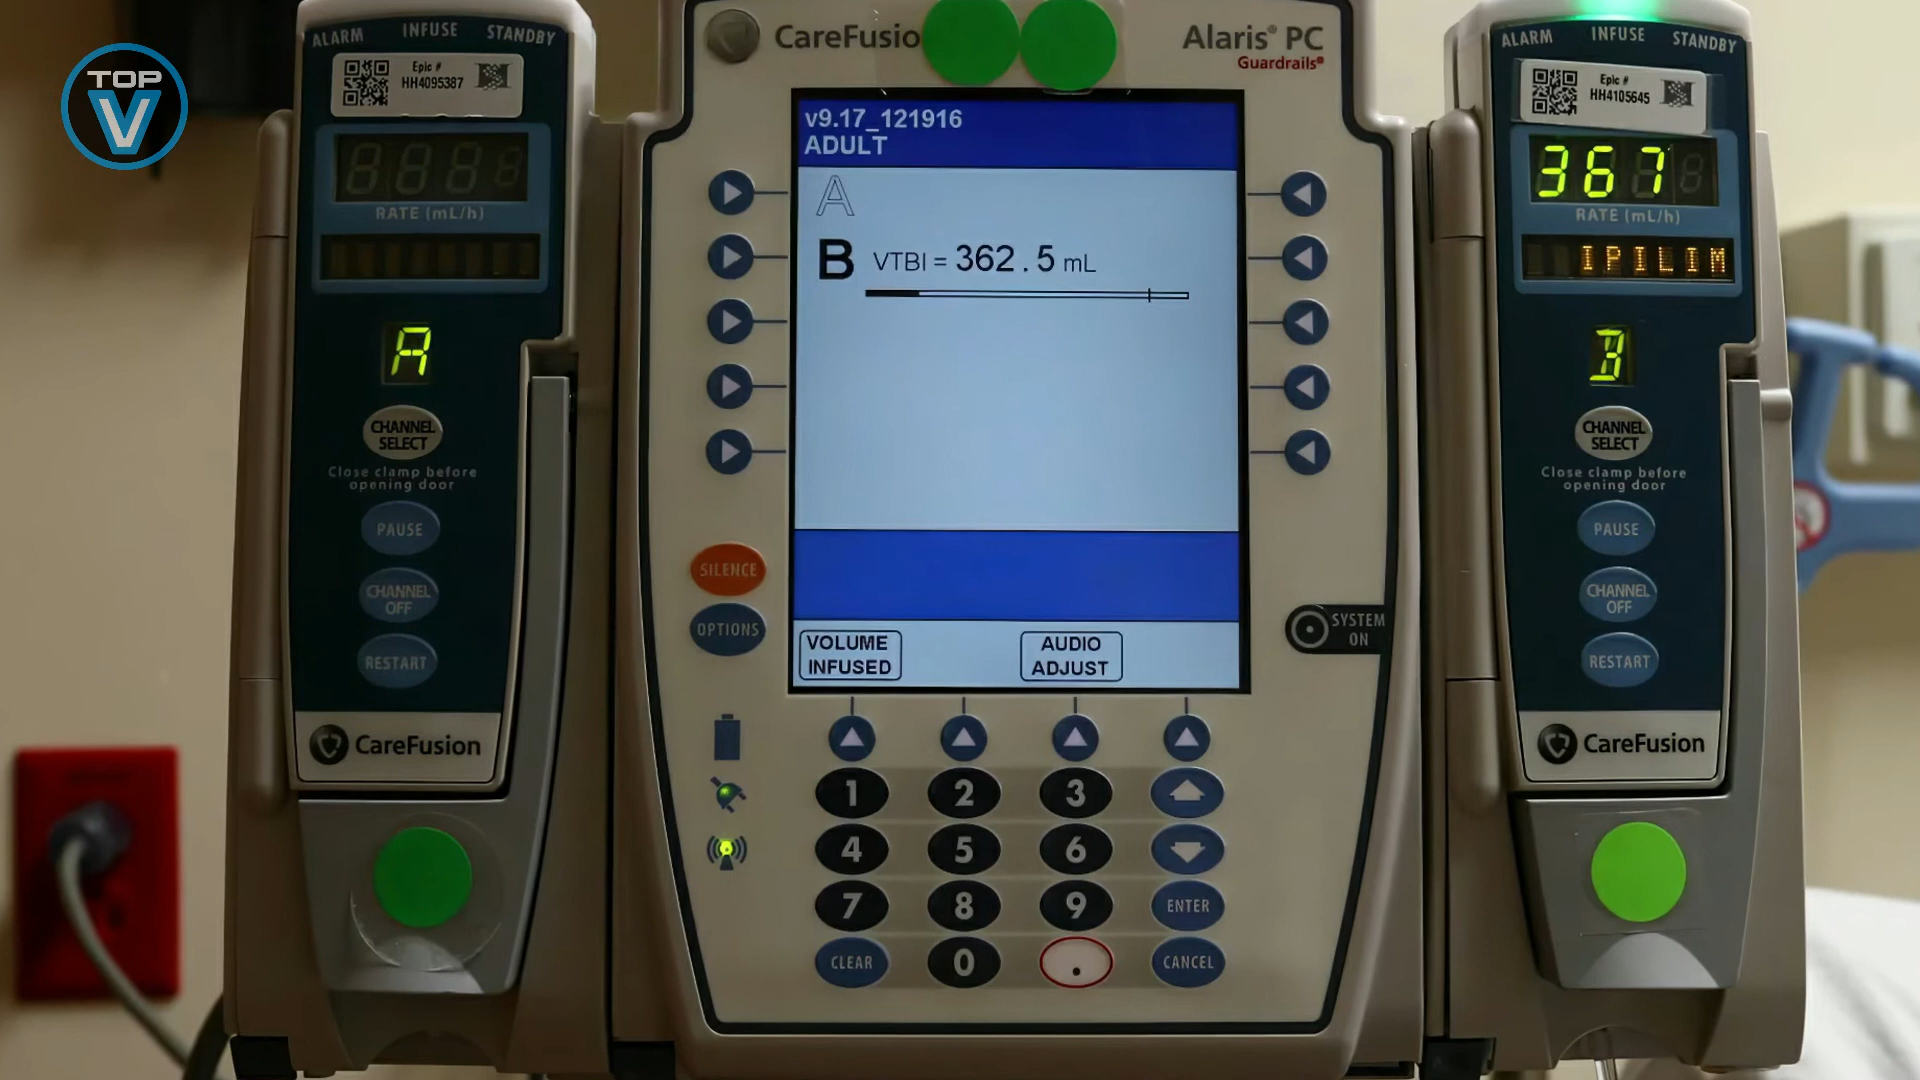 TOP
V
ALARM INFUSE STANDBY
Epic #
HH4095387
RATE (mL/h)
A
CHANNEL
SELECT
Close clamp before
opening door
PAUSE
CHANNEL
OFF
RESTART
CareFusion
CareFusio
Alaris® PC
Guardrails®
v9.17_121916
ADULT
A
B VTBI = 362.5 mL
SILENCE
OPTIONS
VOLUME
INFUSED
AUDIO
ADJUST
SYSTEM
ON
1 2 3
4 5 6
7 8 9 ENTER
CLEAR 0 . CANCEL
ALARM INFUSE STANDBY
Epic #
HH4105645
367
RATE (mL/h)
IPILIM
B
CHANNEL
SELECT
Close clamp before
opening door
PAUSE
CHANNEL
OFF
RESTART
CareFusion